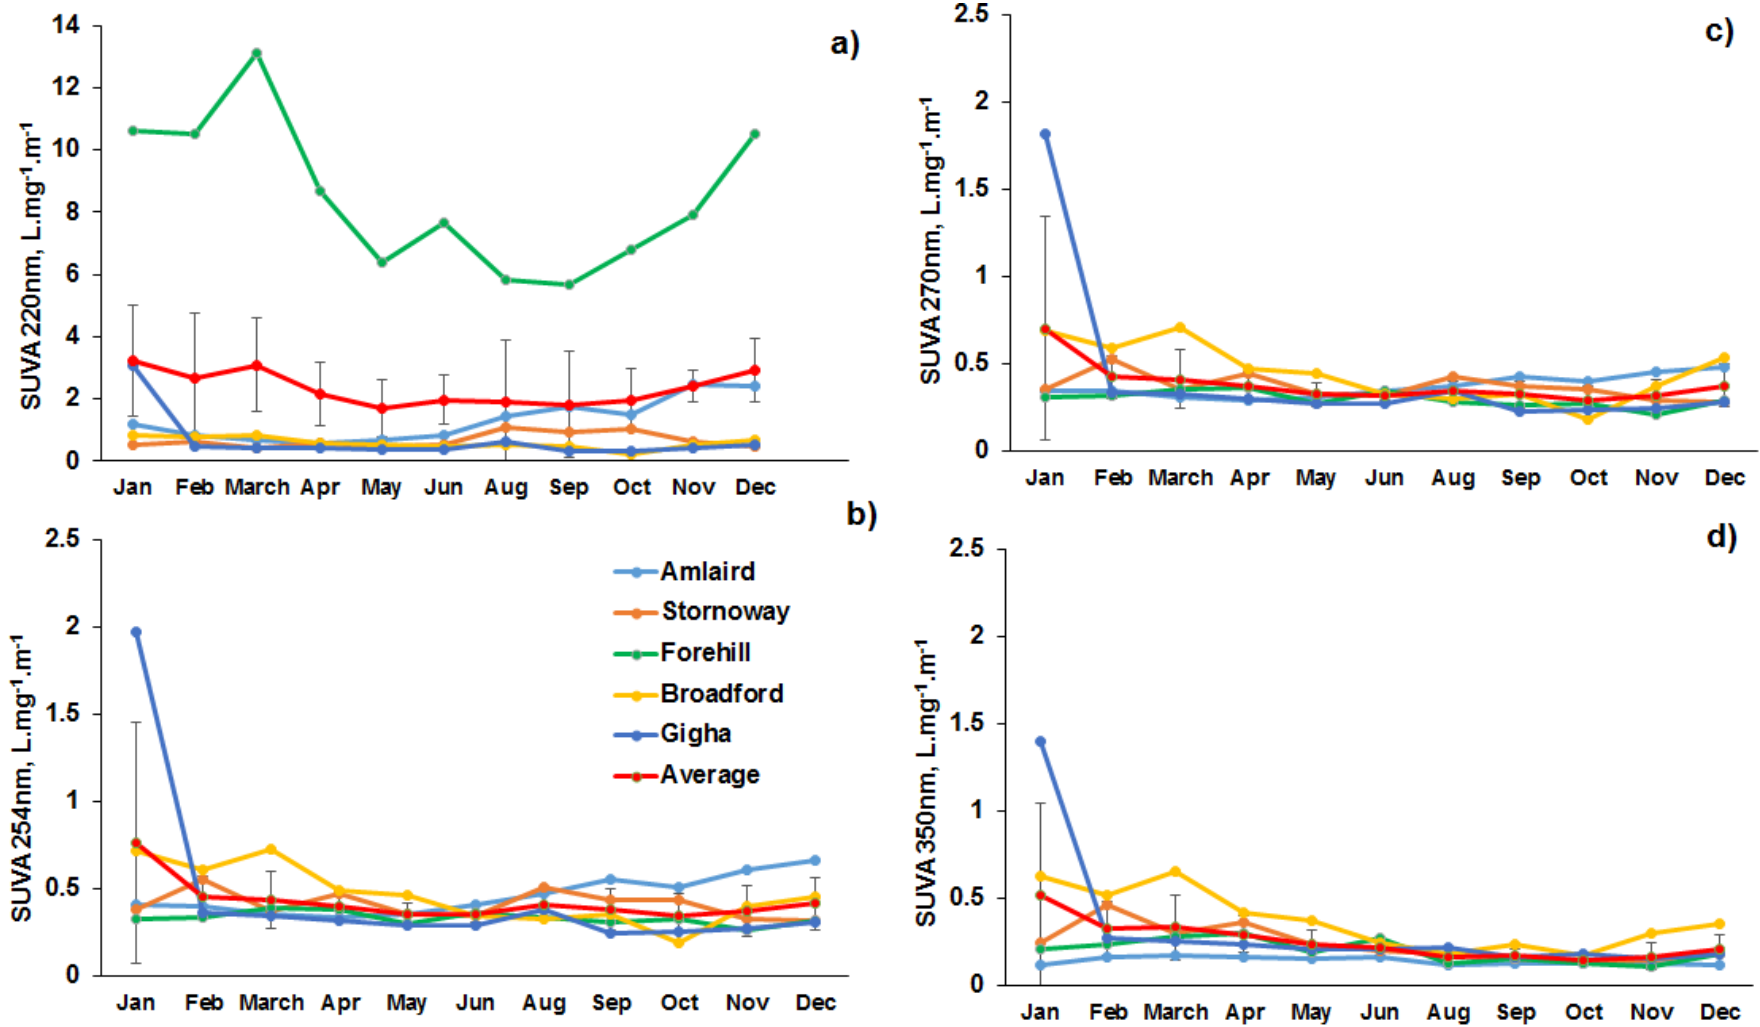 a)
SUVA 220nm, L.mg-1.m-1
14
12
10
8
6
4
2
0
Jan Feb March Apr May Jun Aug Sep Oct Nov Dec
b)
SUVA 254nm, L.mg-1.m-1
2.5
2
1.5
1
0.5
0
Amlaird
Stornoway
Forehill
Broadford
Gigha
Average
Jan Feb March Apr May Jun Aug Sep Oct Nov Dec
c)
SUVA 270nm, L.mg-1.m-1
2.5
2
1.5
1
0.5
0
Jan Feb March Apr May Jun Aug Sep Oct Nov Dec
d)
SUVA 350nm, L.mg-1.m-1
2.5
2
1.5
1
0.5
0
Jan Feb March Apr May Jun Aug Sep Oct Nov Dec